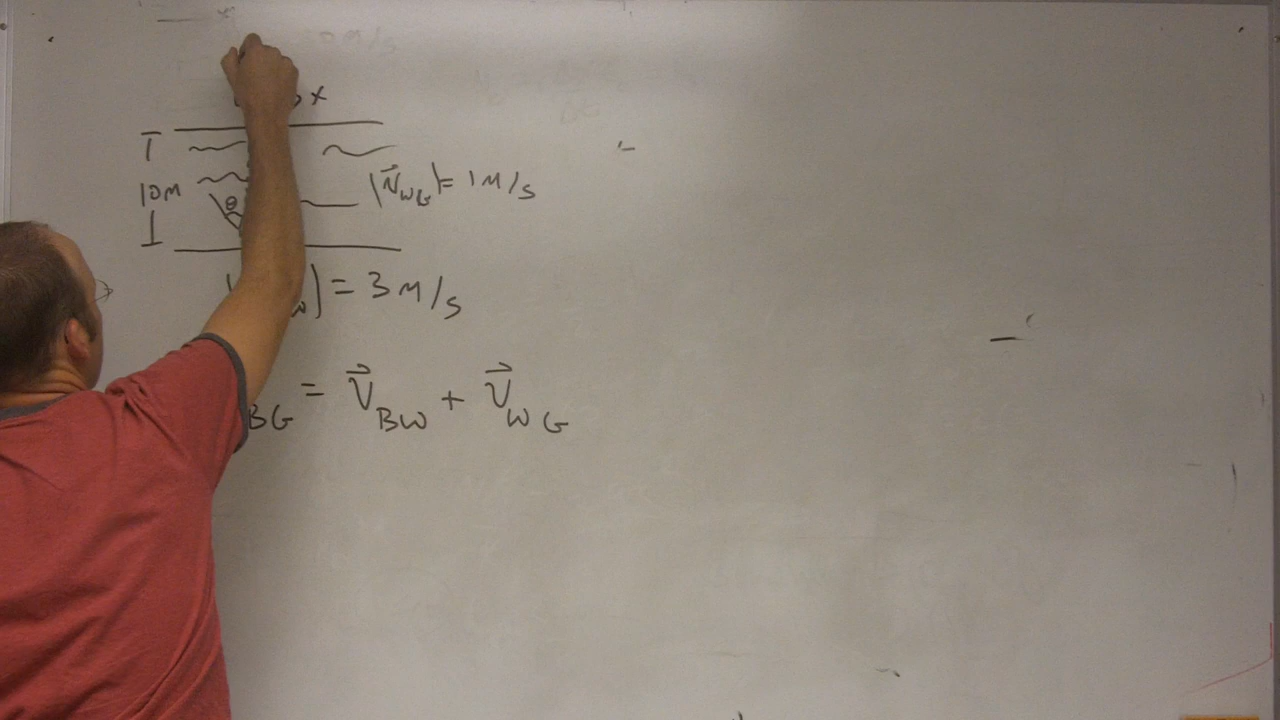 x
10M
θ
|V⃗_WG| = 1 M/S
| = 3 M/S
BG = V⃗_BW + V⃗_WG